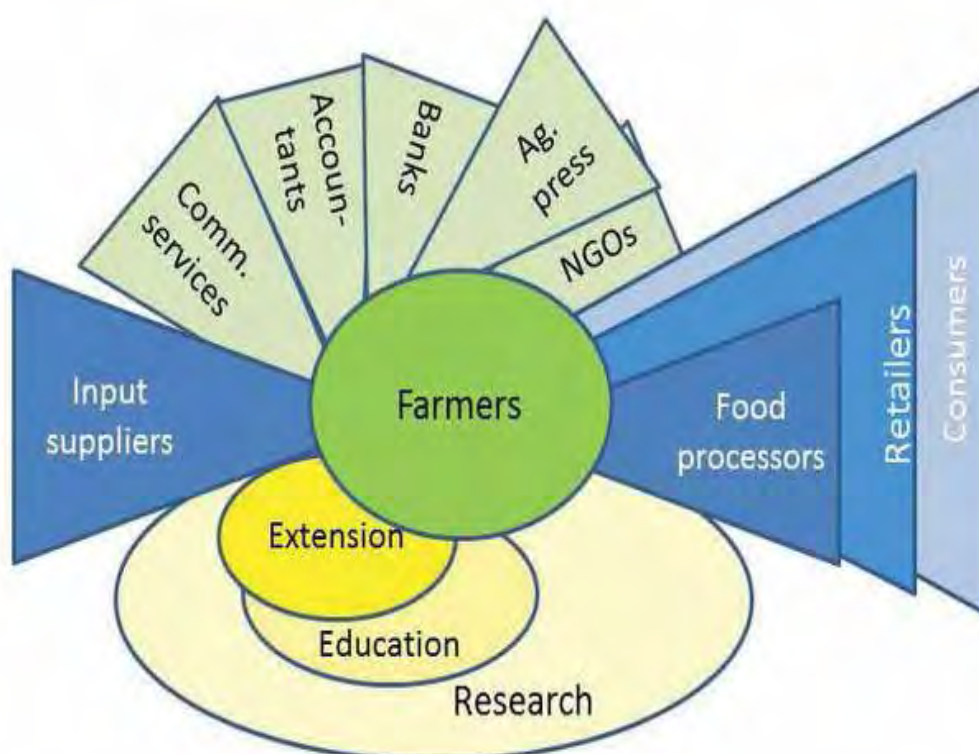 Comm.
services
Accoun-
tants
Banks
Ag.
press
NGOs
Input
suppliers
Farmers
Food
processors
Retailers
Consumers
Extension
Education
Research